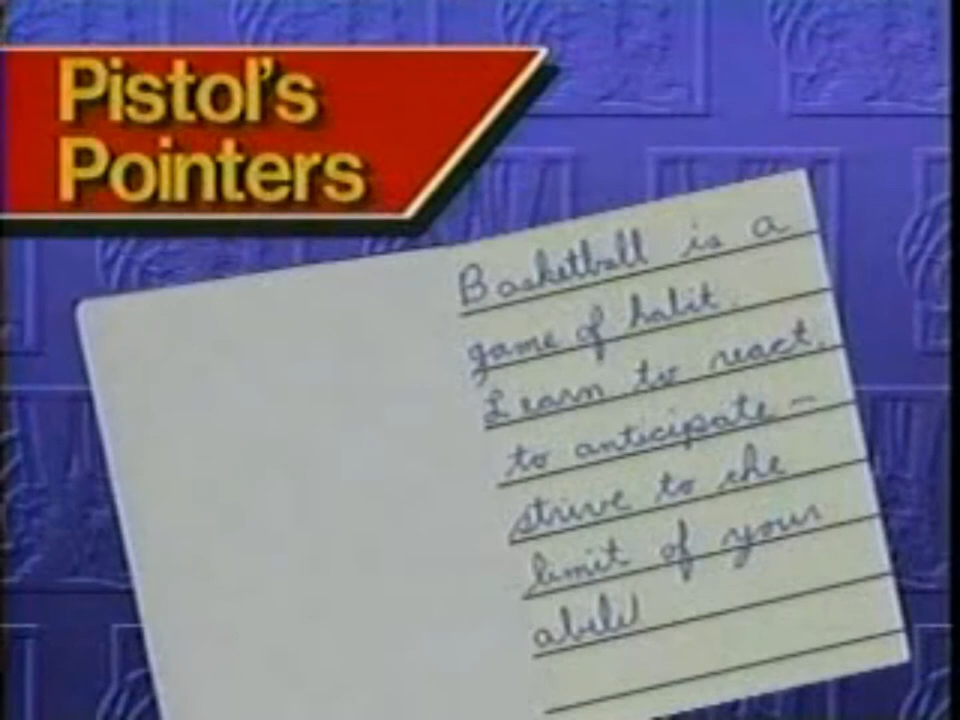 Pistol's
Pointers
Basketball is a
game of habit.
Learn to react,
to anticipate –
strive to the
limit of your
abili